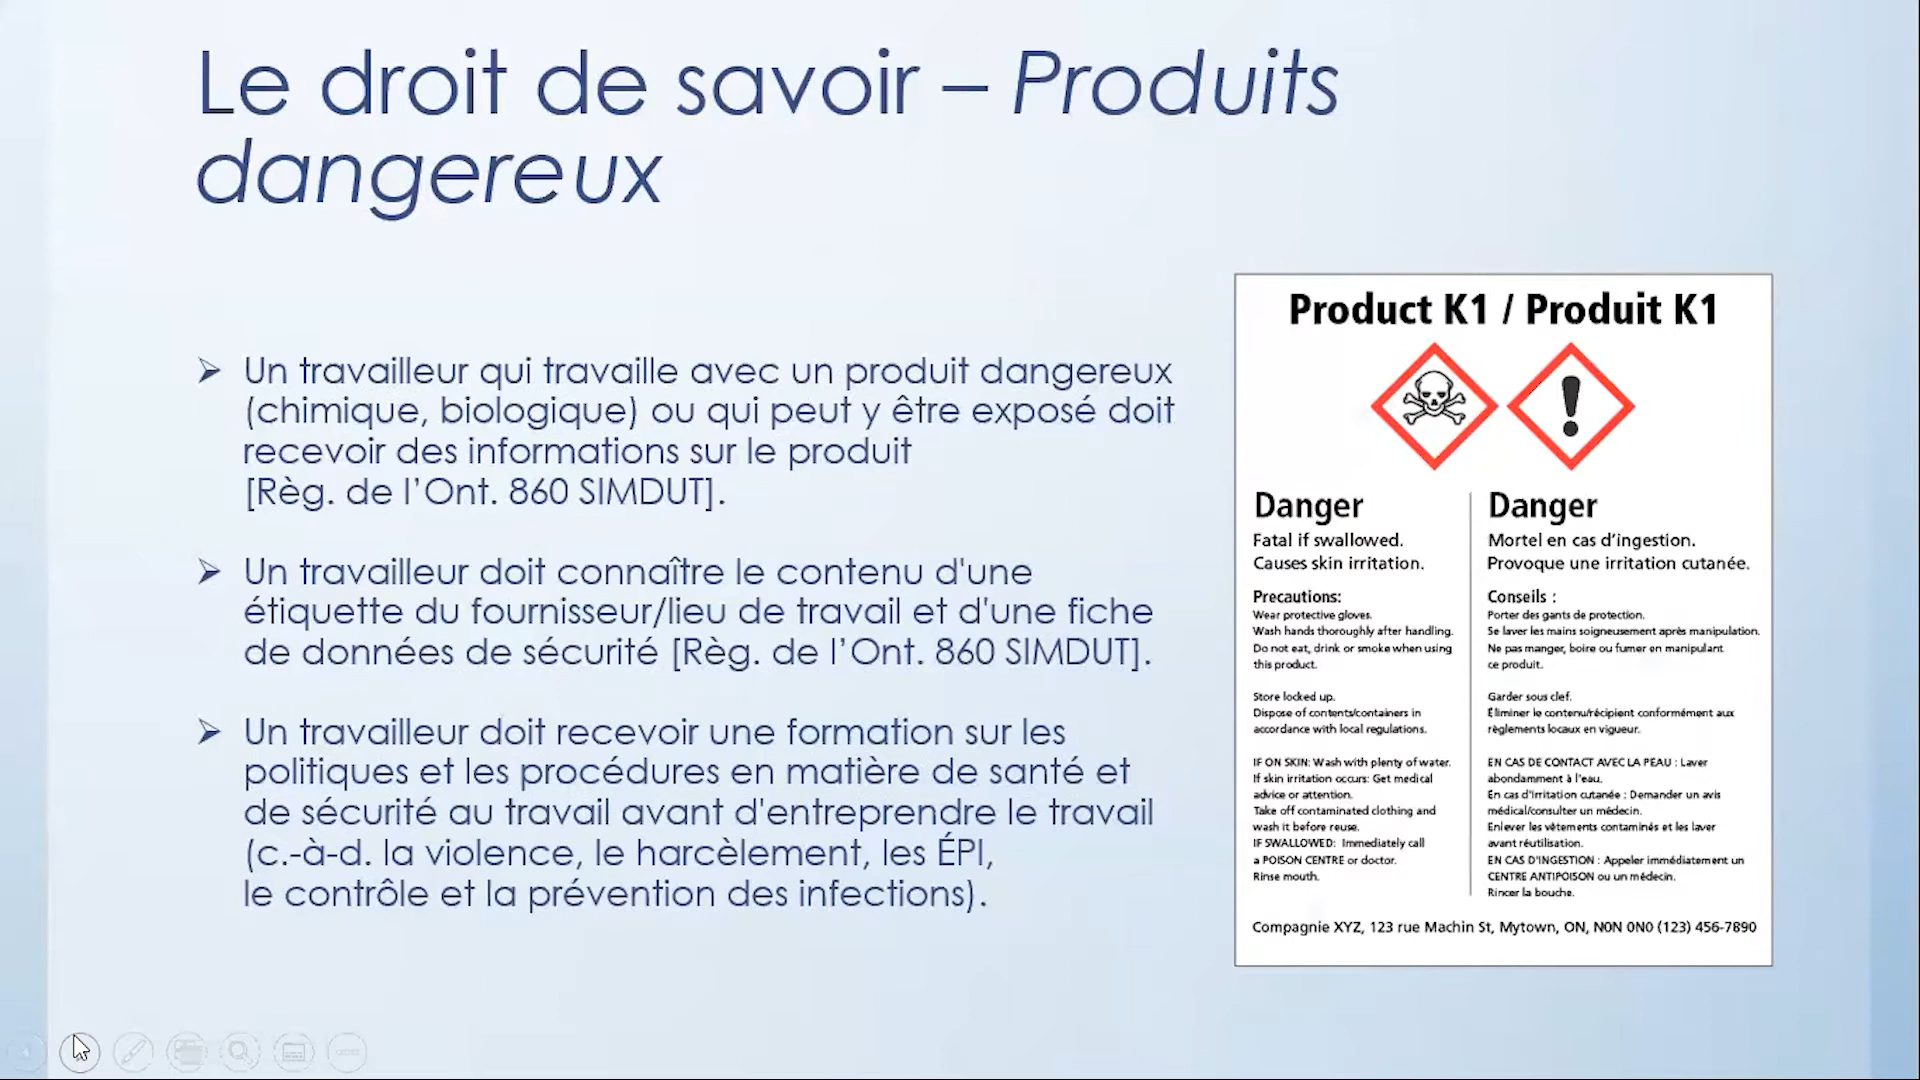 Le droit de savoir – Produits
dangereux
Un travailleur qui travaille avec un produit dangereux
(chimique, biologique) ou qui peut y être exposé doit
recevoir des informations sur le produit
[Règ. de l’Ont. 860 SIMDUT].
Un travailleur doit connaître le contenu d'une
étiquette du fournisseur/lieu de travail et d'une fiche
de données de sécurité [Règ. de l’Ont. 860 SIMDUT].
Un travailleur doit recevoir une formation sur les
politiques et les procédures en matière de santé et
de sécurité au travail avant d'entreprendre le travail
(c.-à-d. la violence, le harcèlement, les ÉPI,
le contrôle et la prévention des infections).
Product K1 / Produit K1
Danger
Fatal if swallowed.
Causes skin irritation.
Precautions:
Wear protective gloves.
Wash hands thoroughly after handling.
Do not eat, drink or smoke when using
this product.
Store locked up.
Dispose of contents/containers in
accordance with local regulations.
IF ON SKIN: Wash with plenty of water.
If skin irritation occurs: Get medical
advice or attention.
Take off contaminated clothing and
wash it before reuse.
IF SWALLOWED: Immediately call
a POISON CENTRE or doctor.
Rinse mouth.
Danger
Mortel en cas d’ingestion.
Provoque une irritation cutanée.
Conseils :
Porter des gants de protection.
Se laver les mains soigneusement après manipulation.
Ne pas manger, boire ou fumer en manipulant
ce produit.
Garder sous clef.
Éliminer le contenu/récipient conformément aux
règlements locaux en vigueur.
EN CAS DE CONTACT AVEC LA PEAU : Laver
abondamment à l'eau.
En cas d'irritation cutanée : Demander un avis
médical/consulter un médecin.
Enlever les vêtements contaminés et les laver
avant réutilisation.
EN CAS D'INGESTION : Appeler immédiatement un
CENTRE ANTIPOISON ou un médecin.
Rincer la bouche.
Compagnie XYZ, 123 rue Machin St, Mytown, ON, N0N 0N0 (123) 456-7890